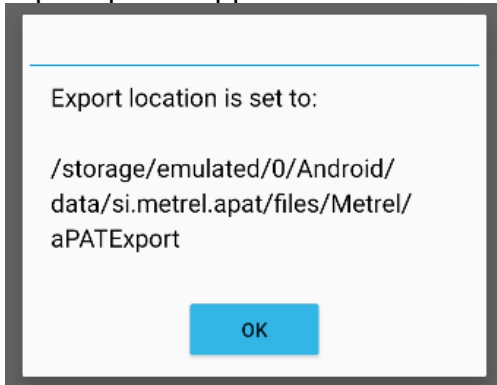 Export location is set to:
/storage/emulated/0/Android/
data/si.metrel.apat/files/Metrel/
aPATExport
OK